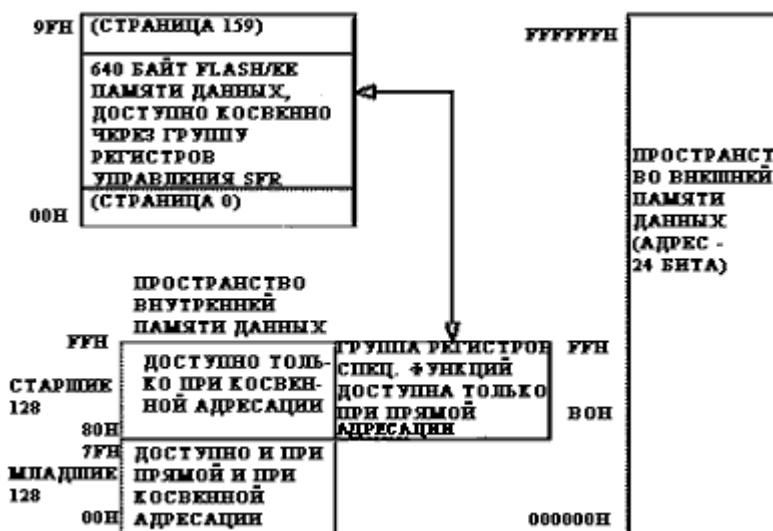 9FH
(СТРАНИЦА 159)
640 БАЙТ FLASH/EE
ПАМЯТИ ДАННЫХ,
ДОСТУПНО КОСВЕННО
ЧЕРЕЗ ГРУППУ
РЕГИСТРОВ
УПРАВЛЕНИЯ SFR
(СТРАНИЦА 0)
00H
FFFFFFH
ПРОСТРАНСТ
ВО ВНЕШНЕЙ
ПАМЯТИ
ДАННЫХ
(АДРЕС -
24 БИТА)
000000H
ПРОСТРАНСТВО
ВНУТРЕННЕЙ
ПАМЯТИ ДАННЫХ
FFH
СТАРШИЕ
128
80H
ДОСТУПНО ТОЛЬ-
КО ПРИ КОСВЕН-
НОЙ АДРЕСАЦИИ
ГРУППА РЕГИСТРОВ
СПЕЦ. ФУНКЦИЙ
ДОСТУПНА ТОЛЬКО
ПРИ ПРЯМОЙ
АДРЕСАЦИИ
FFH
BOH
7FH
МЛАДШИЕ
128
00H
ДОСТУПНО И ПРИ
ПРЯМОЙ И ПРИ
КОСВЕННОЙ
АДРЕСАЦИИ